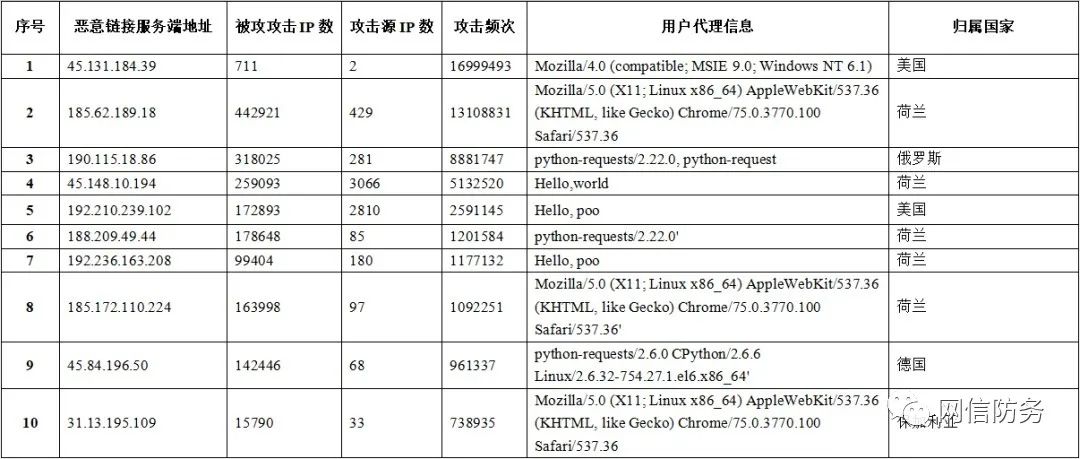 序号 恶意链接服务端地址 被攻攻击IP数 攻击源IP数 攻击频次 用户代理信息 归属国家
1 45.131.184.39 711 2 16999493 Mozilla/4.0 (compatible; MSIE 9.0; Windows NT 6.1) 美国
2 185.62.189.18 442921 429 13108831 Mozilla/5.0 (X11; Linux x86_64) AppleWebKit/537.36
(KHTML, like Gecko) Chrome/75.0.3770.100
Safari/537.36 荷兰
3 190.115.18.86 318025 281 8881747 python-requests/2.22.0, python-request 俄罗斯
4 45.148.10.194 259093 3066 5132520 Hello,world 荷兰
5 192.210.239.102 172893 2810 2591145 Hello, poo 美国
6 188.209.49.44 178648 85 1201584 python-requests/2.22.0' 荷兰
7 192.236.163.208 99404 180 1177132 Hello, poo 荷兰
8 185.172.110.224 163998 97 1092251 Mozilla/5.0 (X11; Linux x86_64) AppleWebKit/537.36
(KHTML, like Gecko) Chrome/75.0.3770.100
Safari/537.36' 荷兰
9 45.84.196.50 142446 68 961337 python-requests/2.6.0 CPython/2.6.6
Linux/2.6.32-754.27.1.el6.x86_64' 德国
10 31.13.195.109 15790 33 738935 Mozilla/5.0 (X11; Linux x86_64) AppleWebKit/537.36
(KHTML, like Gecko) Chrome/75.0.3770.100
Safari/537.36
网信防务